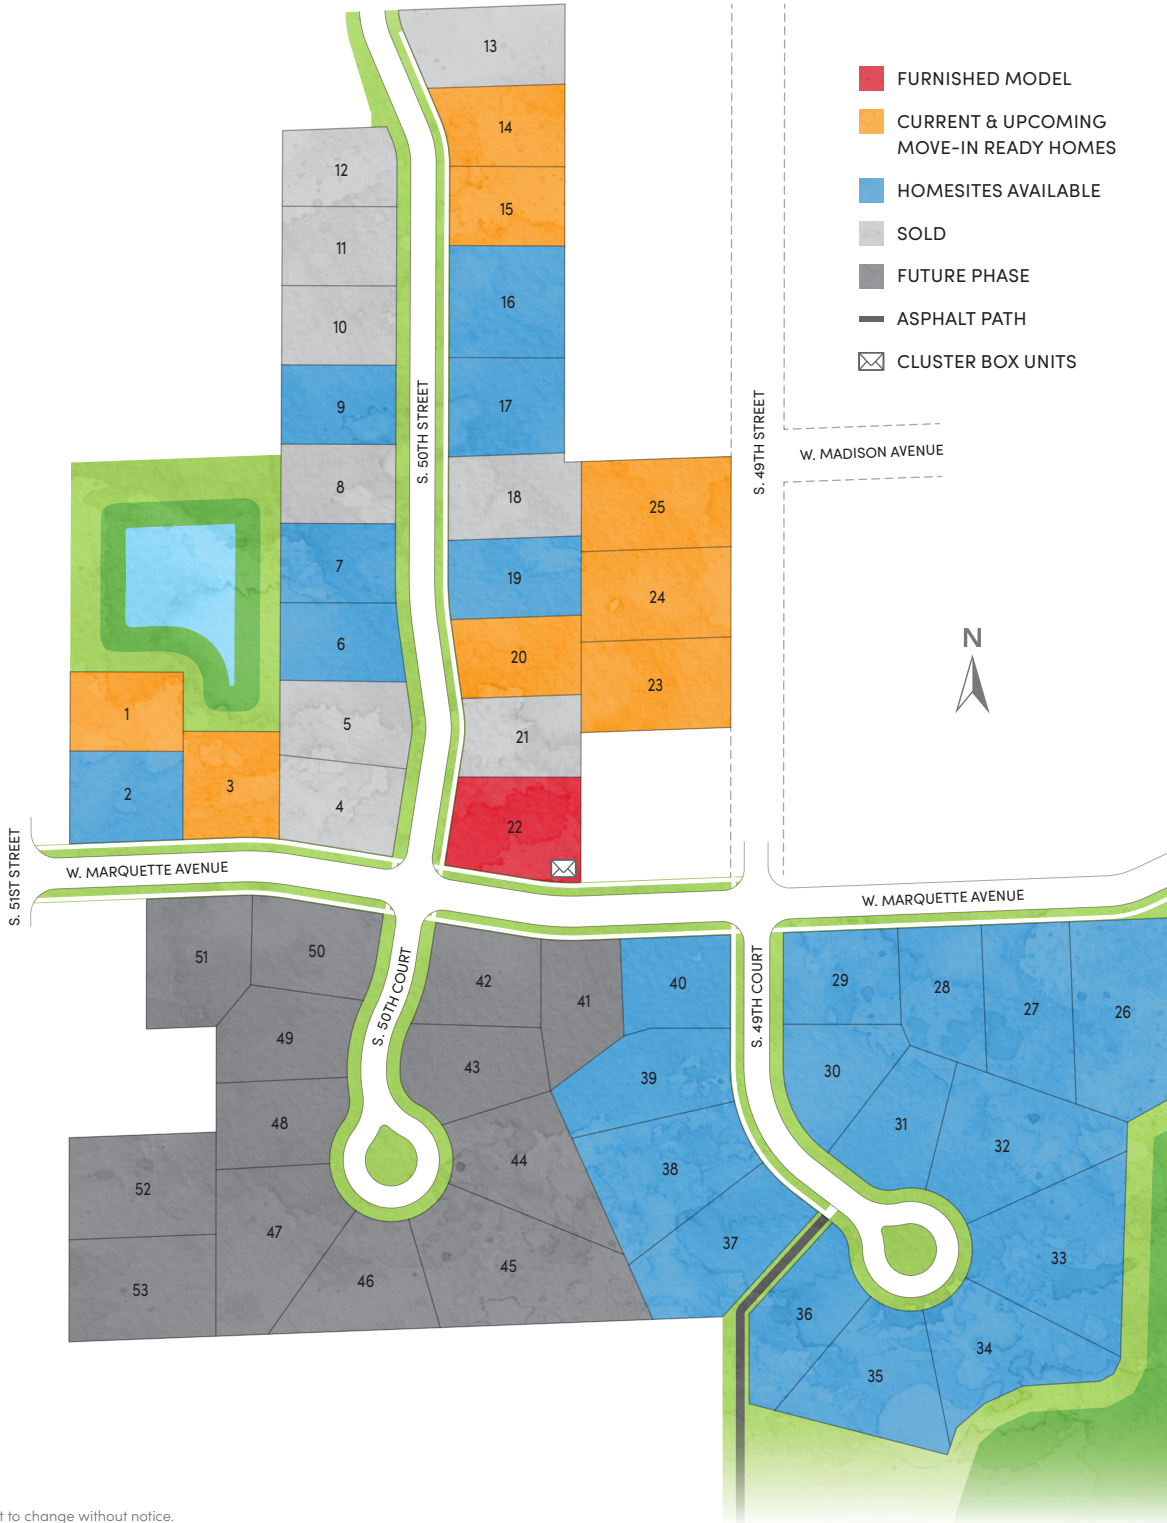 13
FURNISHED MODEL
CURRENT & UPCOMING
MOVE-IN READY HOMES
HOMESITES AVAILABLE
SOLD
FUTURE PHASE
ASPHALT PATH
CLUSTER BOX UNITS
14
12
15
11
16
10
9
17
S. 50TH STREET
S. 49TH STREET
W. MADISON AVENUE
8
18
25
7
19
24
6
20
23
N
1
5
21
2
3
4
22
S. 51ST STREET
W. MARQUETTE AVENUE
W. MARQUETTE AVENUE
51
50
42
41
40
29
28
27
26
S. 50TH COURT
S. 49TH COURT
49
43
39
30
48
44
38
31
32
52
47
45
37
33
53
46
36
35
34
t to change without notice.